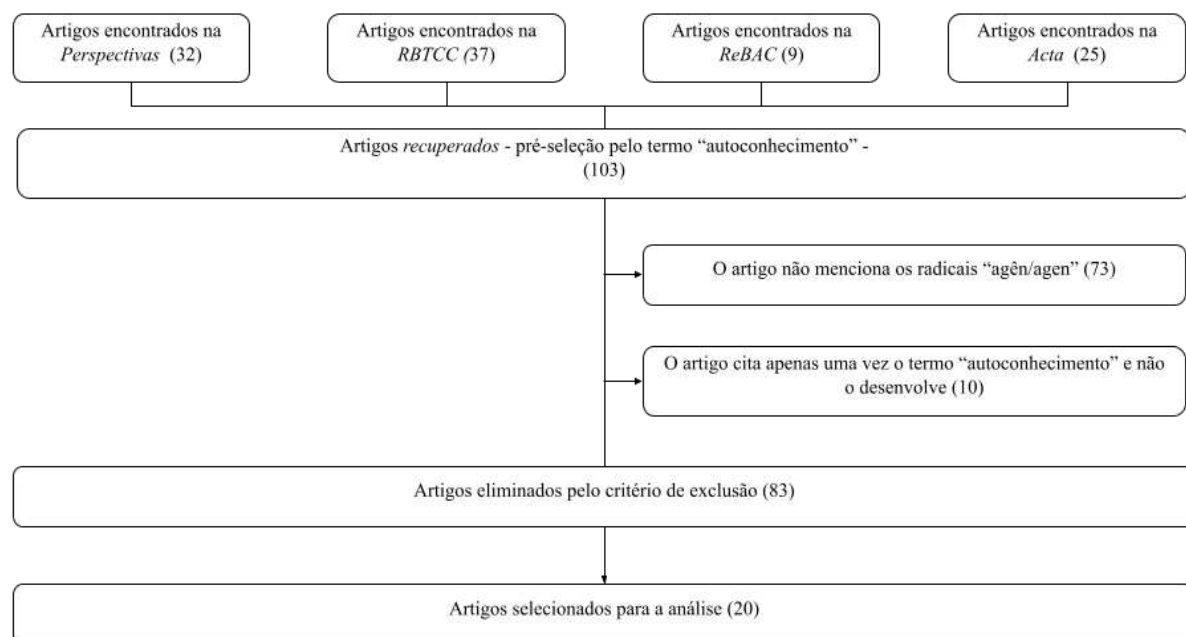 Artigos encontrados na
Perspectivas (32)
Artigos encontrados na
RBTCC (37)
Artigos encontrados na
ReBAC (9)
Artigos encontrados na
Acta (25)
Artigos recuperados - pré-seleção pelo termo “autoconhecimento” -
(103)
O artigo não menciona os radicais “agên/agen” (73)
O artigo cita apenas uma vez o termo “autoconhecimento” e não
o desenvolve (10)
Artigos eliminados pelo critério de exclusão (83)
Artigos selecionados para a análise (20)